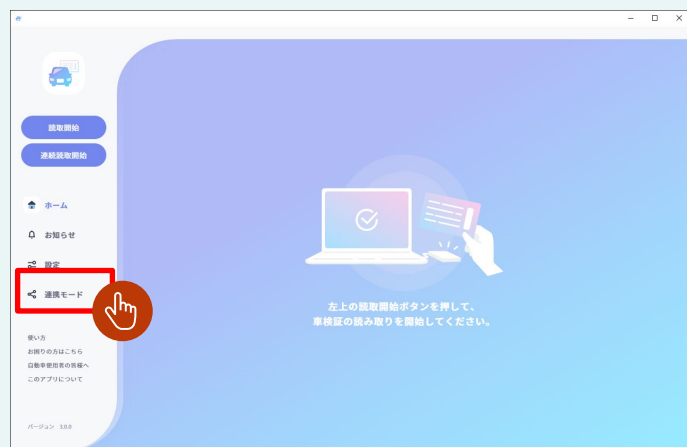 読取開始
連続読取開始
ホーム
お知らせ
設定
連携モード
使い方
お困りの方はこちら
自動車使用者の皆様へ
このアプリについて
バージョン 3.0.0
左上の読取開始ボタンを押して、
車検証の読み取りを開始してください。